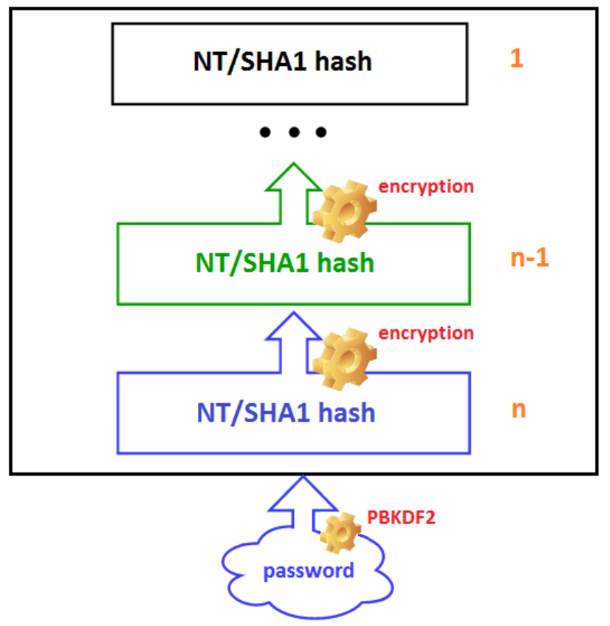 NT/SHA1 hash 1
• • •
encryption
NT/SHA1 hash n-1
encryption
NT/SHA1 hash n
PBKDF2
password